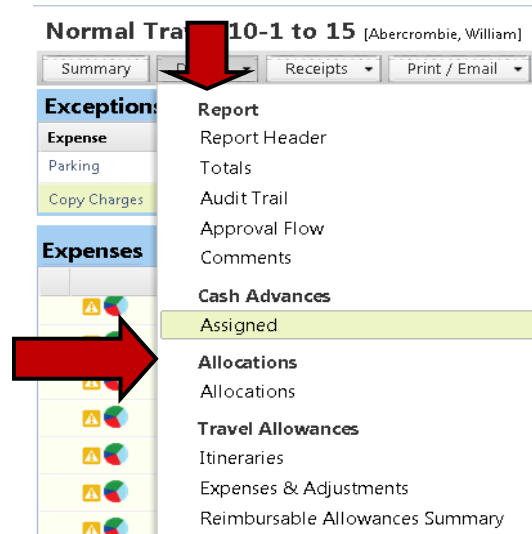 Normal Tra 10-1 to 15 [Abercrombie, William]
Summary Receipts Print / Email
Exception
Expense
Parking
Copy Charges
Expenses
Report
Report Header
Totals
Audit Trail
Approval Flow
Comments
Cash Advances
Assigned
Allocations
Allocations
Travel Allowances
Itineraries
Expenses & Adjustments
Reimbursable Allowances Summary